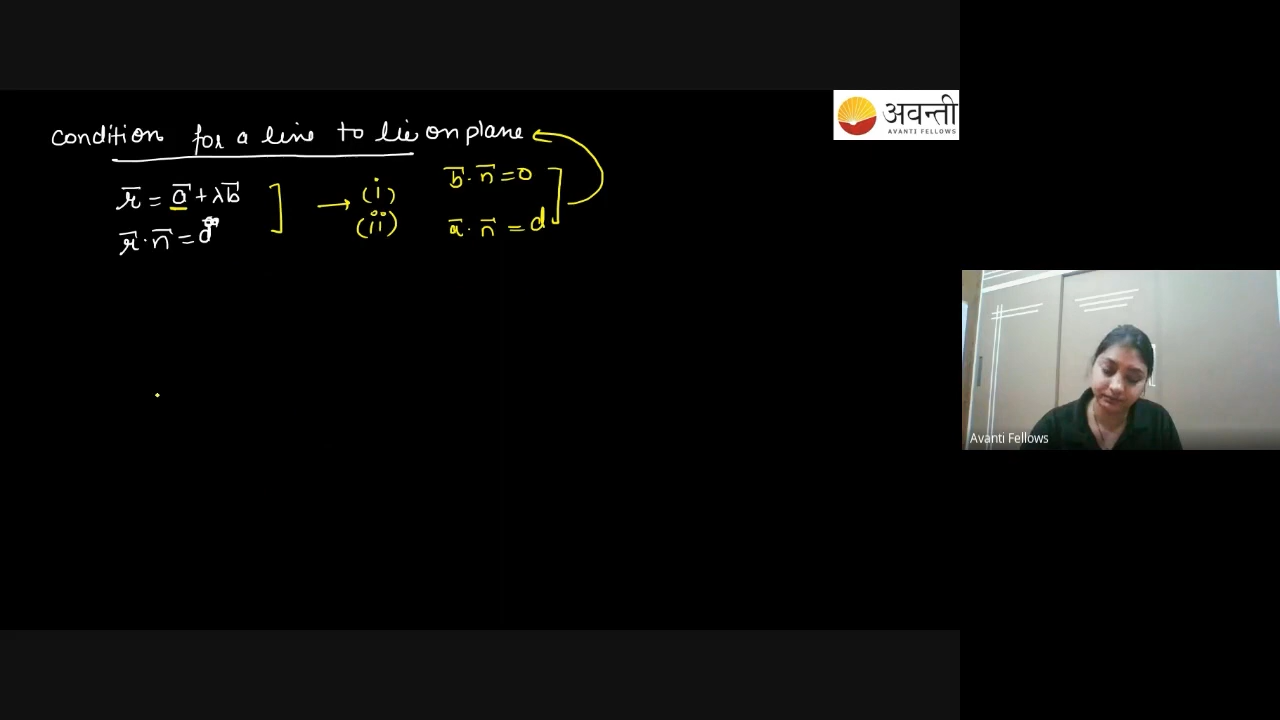 condition for a line to lie on plane
r⃗ = a⃗ + λb⃗
→ (i) b⃗ · n⃗ = 0
r⃗ · n⃗ = d
(ii) a⃗ · n⃗ = d
अवन्ती
AVANTI FELLOWS
Avanti Fellows